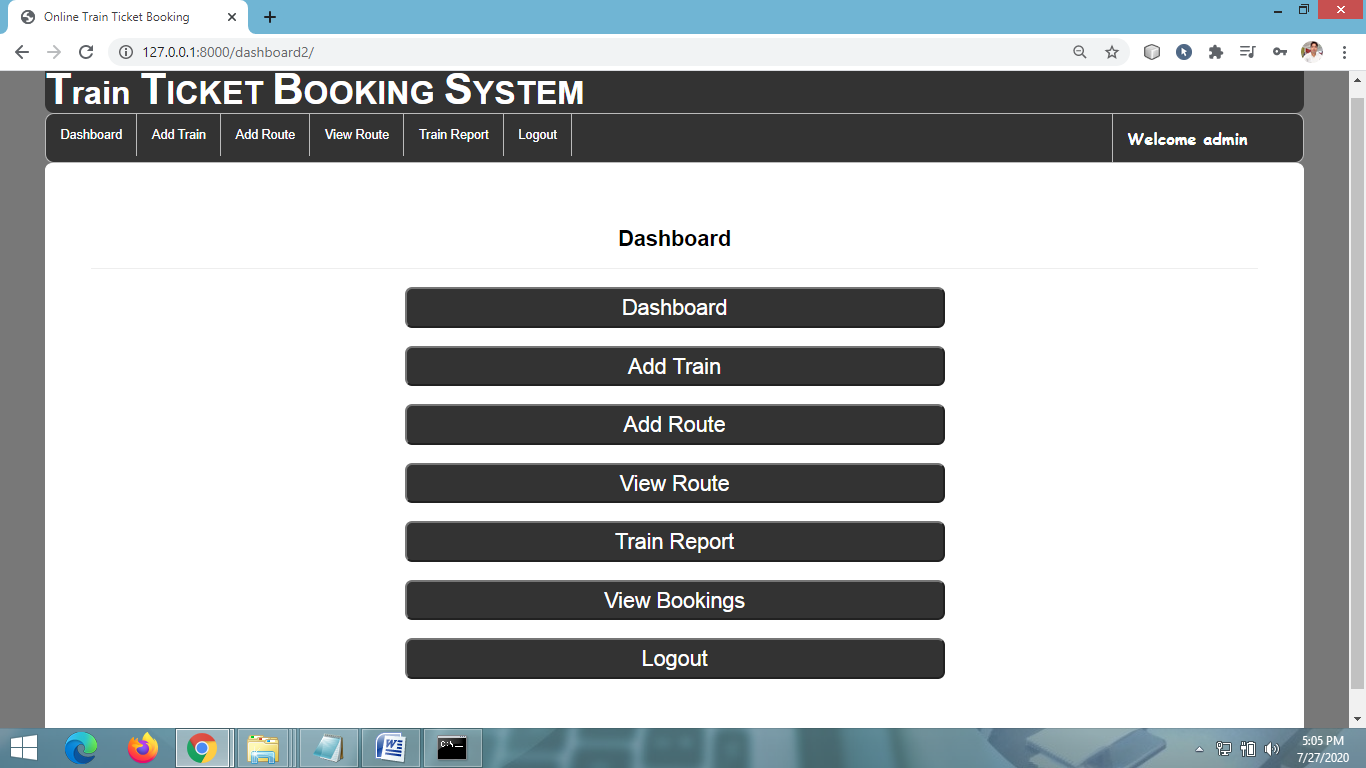 Online Train Ticket Booking
127.0.0.1:8000/dashboard2/
Train TICKET BOOKING SYSTEM
Dashboard Add Train Add Route View Route Train Report Logout Welcome admin
Dashboard
Dashboard
Add Train
Add Route
View Route
Train Report
View Bookings
Logout
C:\
5:05 PM
7/27/2020